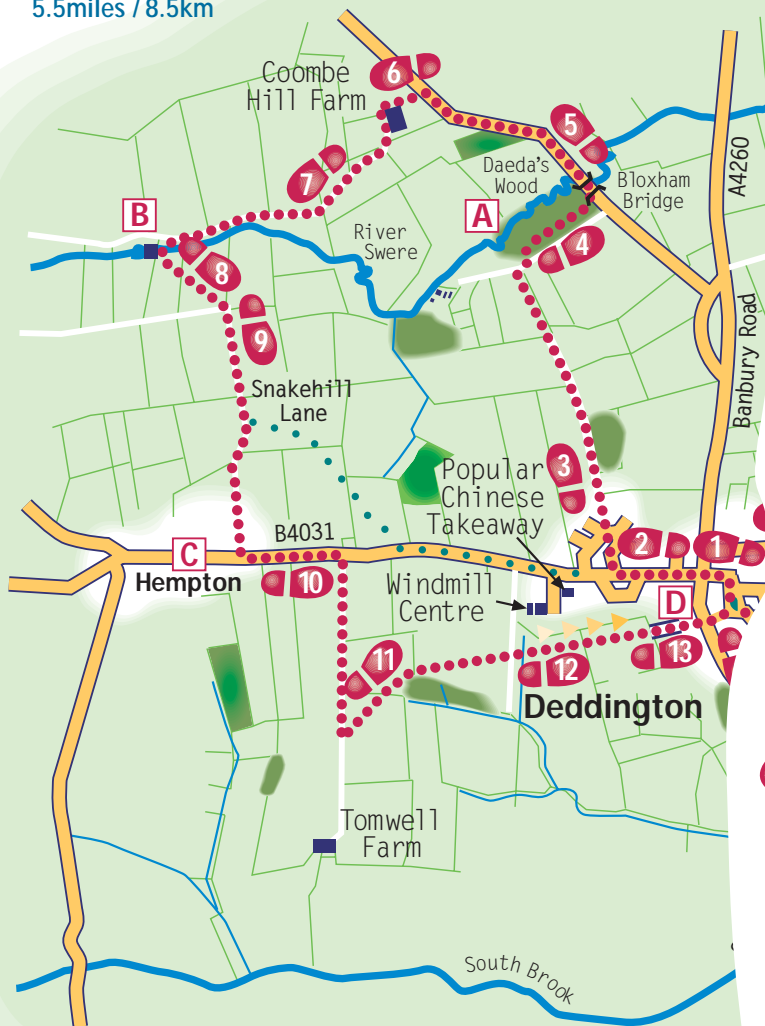 5.5miles / 8.5km
Coombe
Hill Farm
6
5
7
Daeda's
Wood
Bloxham
Bridge
A4260
B
A
4
River
Swere
8
9
Banbury Road
Snakehill
Lane
3
Popular
Chinese
Takeaway
B4031
C
Hempton
10
2
1
Windmill
Centre
D
11
12
13
Deddington
Tomwell
Farm
South Brook